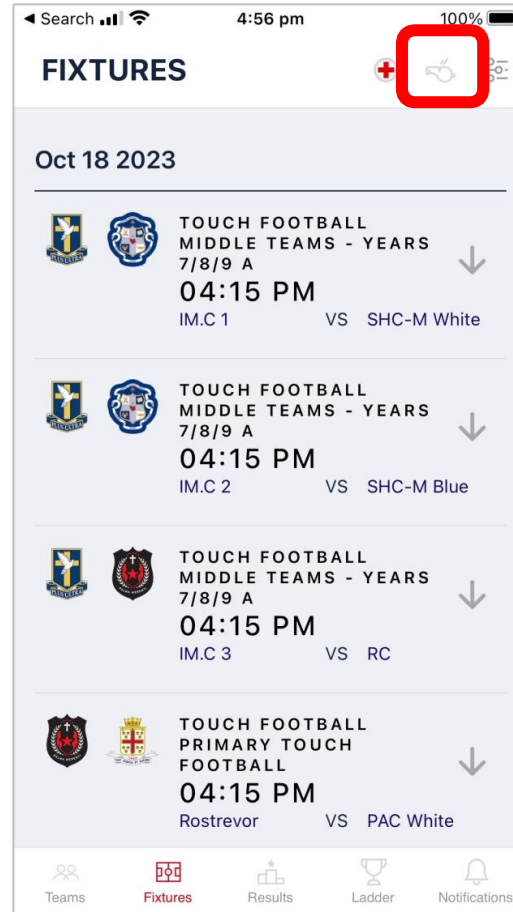 ◀ Search
4:56 pm
100%
FIXTURES
Oct 18 2023
TOUCH FOOTBALL
MIDDLE TEAMS - YEARS
7/8/9 A
04:15 PM
IM.C 1 VS SHC-M White
TOUCH FOOTBALL
MIDDLE TEAMS - YEARS
7/8/9 A
04:15 PM
IM.C 2 VS SHC-M Blue
TOUCH FOOTBALL
MIDDLE TEAMS - YEARS
7/8/9 A
04:15 PM
IM.C 3 VS RC
TOUCH FOOTBALL
PRIMARY TOUCH
FOOTBALL
04:15 PM
Rostrevor VS PAC White
Teams Fixtures Results Ladder Notifications